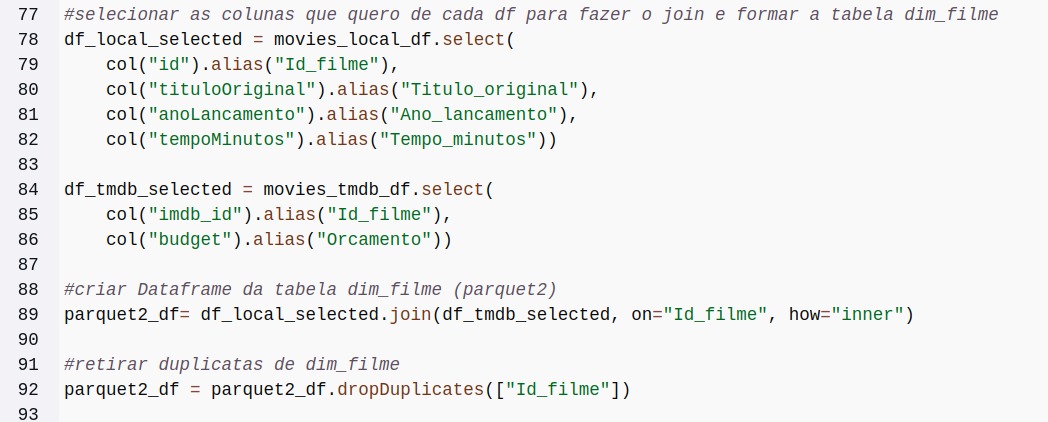 77 #selecionar as colunas que quero de cada df para fazer o join e formar a tabela dim_filme
78 df_local_selected = movies_local_df.select(
79     col("id").alias("Id_filme"),
80     col("tituloOriginal").alias("Titulo_original"),
81     col("anoLancamento").alias("Ano_lancamento"),
82     col("tempoMinutos").alias("Tempo_minutos"))
83
84 df_tmdb_selected = movies_tmdb_df.select(
85     col("imdb_id").alias("Id_filme"),
86     col("budget").alias("Orcamento"))
87
88 #criar Dataframe da tabela dim_filme (parquet2)
89 parquet2_df= df_local_selected.join(df_tmdb_selected, on="Id_filme", how="inner")
90
91 #retirar duplicatas de dim_filme
92 parquet2_df = parquet2_df.dropDuplicates(["Id_filme"])
93